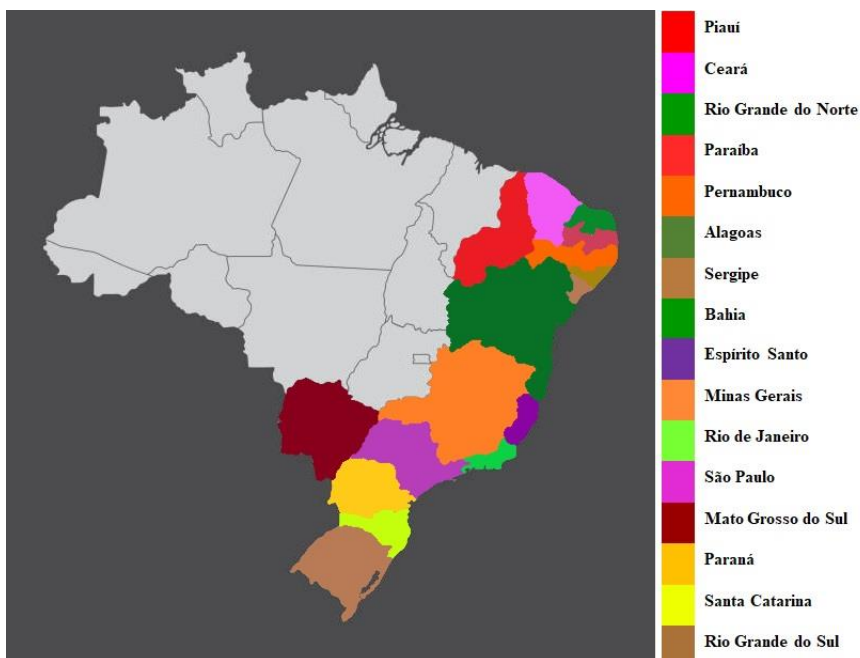 Piauí
Ceará
Rio Grande do Norte
Paraíba
Pernambuco
Alagoas
Sergipe
Bahia
Espírito Santo
Minas Gerais
Rio de Janeiro
São Paulo
Mato Grosso do Sul
Paraná
Santa Catarina
Rio Grande do Sul